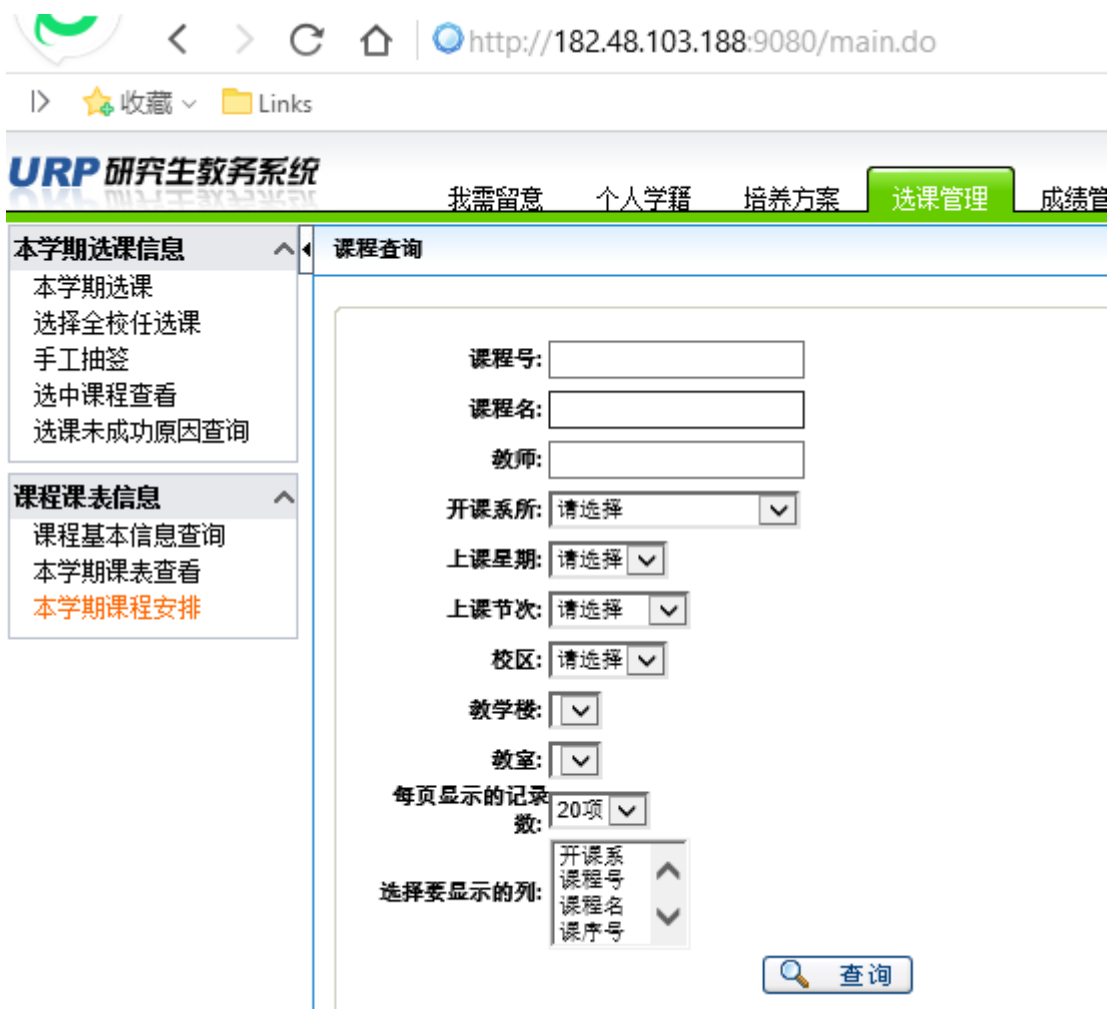 http://182.48.103.188:9080/main.do
收藏 Links
URP研究生教务系统
我需留意 个人学籍 培养方案 选课管理 成绩管
本学期选课信息
本学期选课
选择全校任选课
手工抽签
选中课程查看
选课未成功原因查询
课程课表信息
课程基本信息查询
本学期课表查看
本学期课程安排
课程查询
课程号:
课程名:
教师:
开课系所: 请选择
上课星期: 请选择
上课节次: 请选择
校区: 请选择
教学楼:
教室:
每页显示的记录
数: 20项
选择要显示的列:
开课系
课程号
课程名
课序号
查询